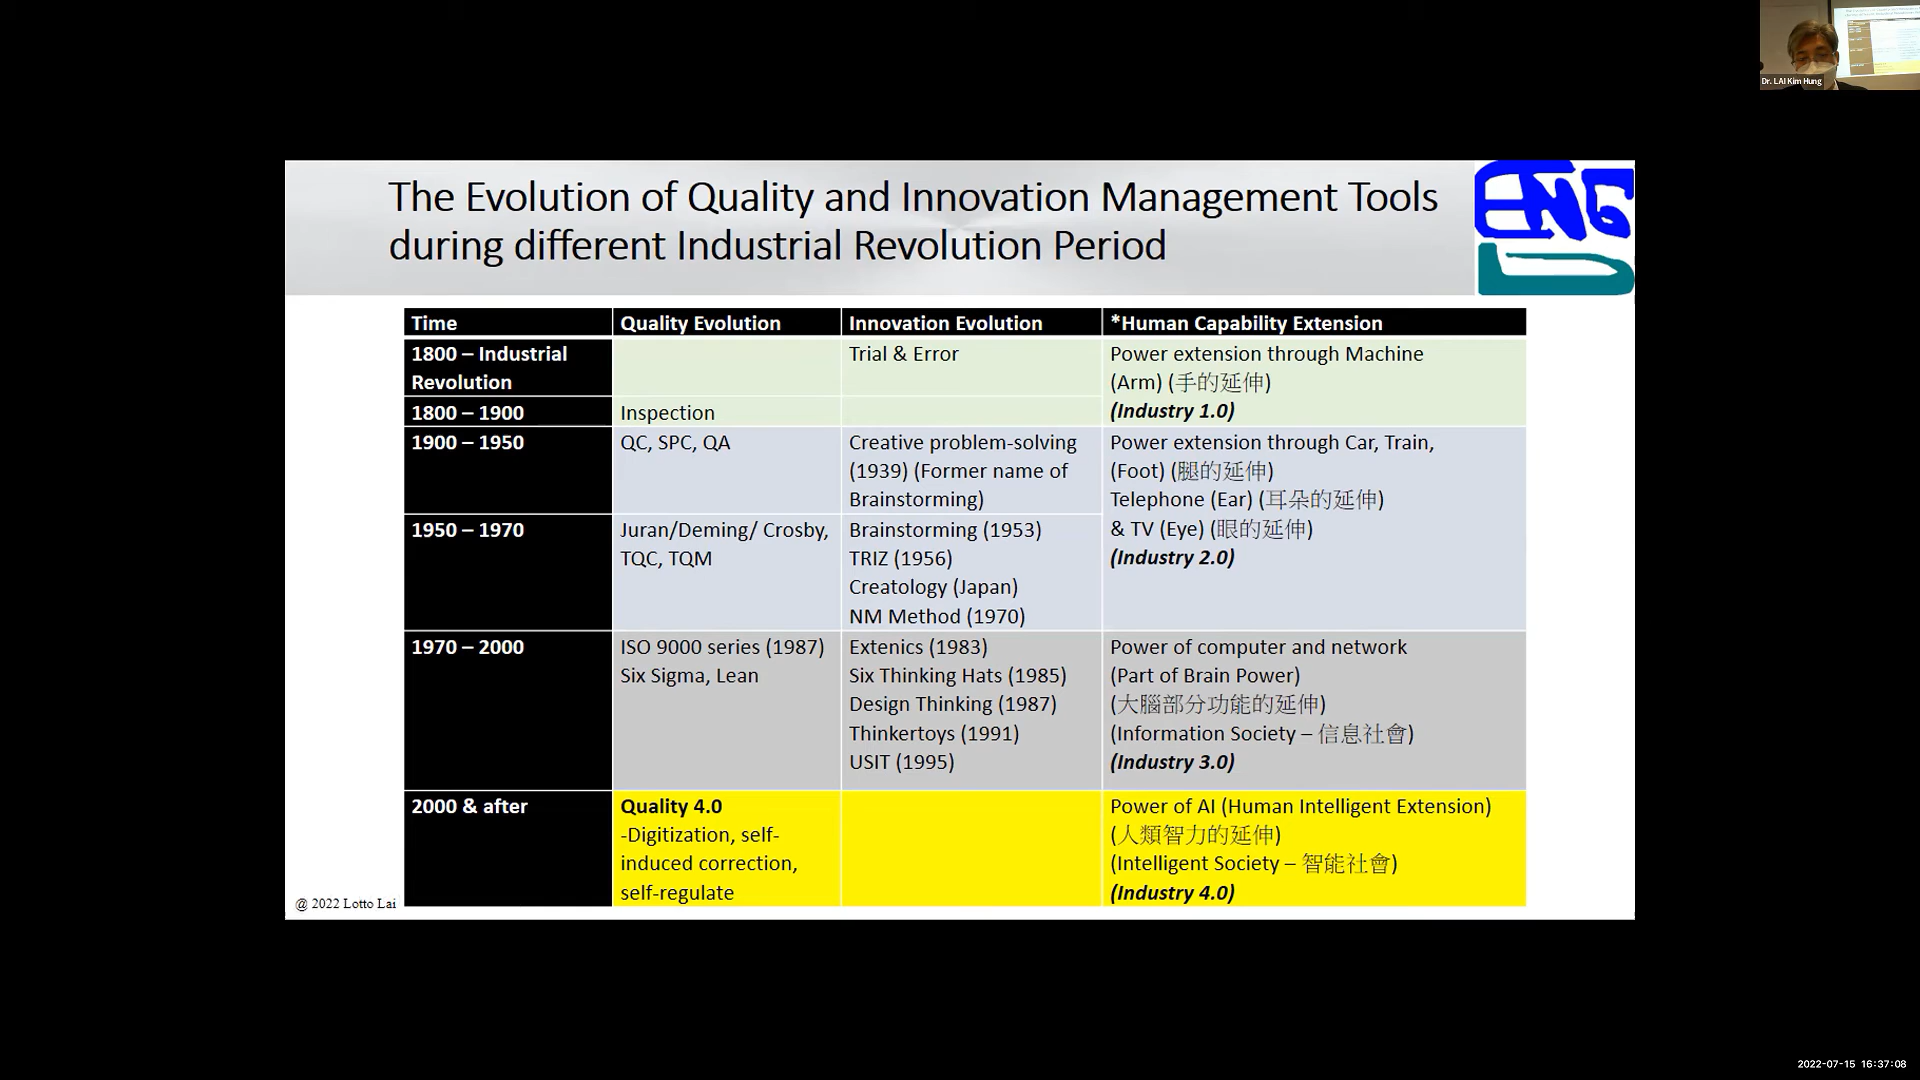 Dr. LAI Kim Hung
The Evolution of Quality and Innovation Management Tools
during different Industrial Revolution Period
ENG
Time
Quality Evolution
Innovation Evolution
*Human Capability Extension
1800 – Industrial
Revolution
Trial & Error
Power extension through Machine
(Arm) (手的延伸)
(Industry 1.0)
1800 – 1900
Inspection
1900 – 1950
QC, SPC, QA
Creative problem-solving
(1939) (Former name of
Brainstorming)
Power extension through Car, Train,
(Foot) (腿的延伸)
Telephone (Ear) (耳朵的延伸)
& TV (Eye) (眼的延伸)
(Industry 2.0)
1950 – 1970
Juran/Deming/ Crosby,
TQC, TQM
Brainstorming (1953)
TRIZ (1956)
Creatology (Japan)
NM Method (1970)
1970 – 2000
ISO 9000 series (1987)
Six Sigma, Lean
Extenics (1983)
Six Thinking Hats (1985)
Design Thinking (1987)
Thinkertoys (1991)
USIT (1995)
Power of computer and network
(Part of Brain Power)
(大腦部分功能的延伸)
(Information Society – 信息社會)
(Industry 3.0)
2000 & after
Quality 4.0
-Digitization, self-
induced correction,
self-regulate
Power of AI (Human Intelligent Extension)
(人類智力的延伸)
(Intelligent Society – 智能社會)
(Industry 4.0)
@ 2022 Lotto Lai
2022-07-15 16:37:08